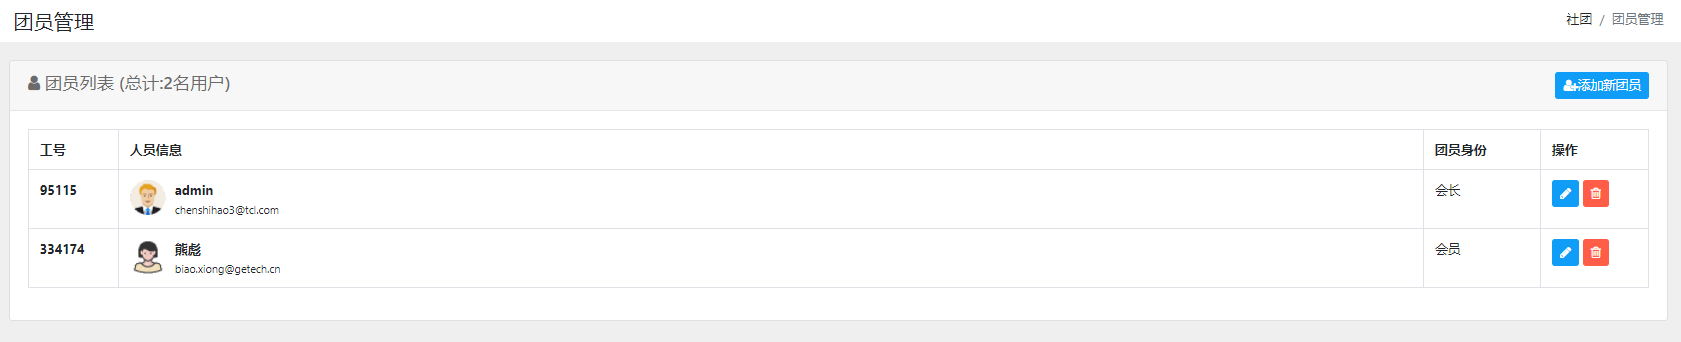 团员管理
社团 / 团员管理
团员列表 (总计:2名用户)
添加新团员
工号 人员信息 团员身份 操作
95115 admin 会长
chenshihao3@tcl.com
334174 熊彪 会员
biao.xiong@getech.cn